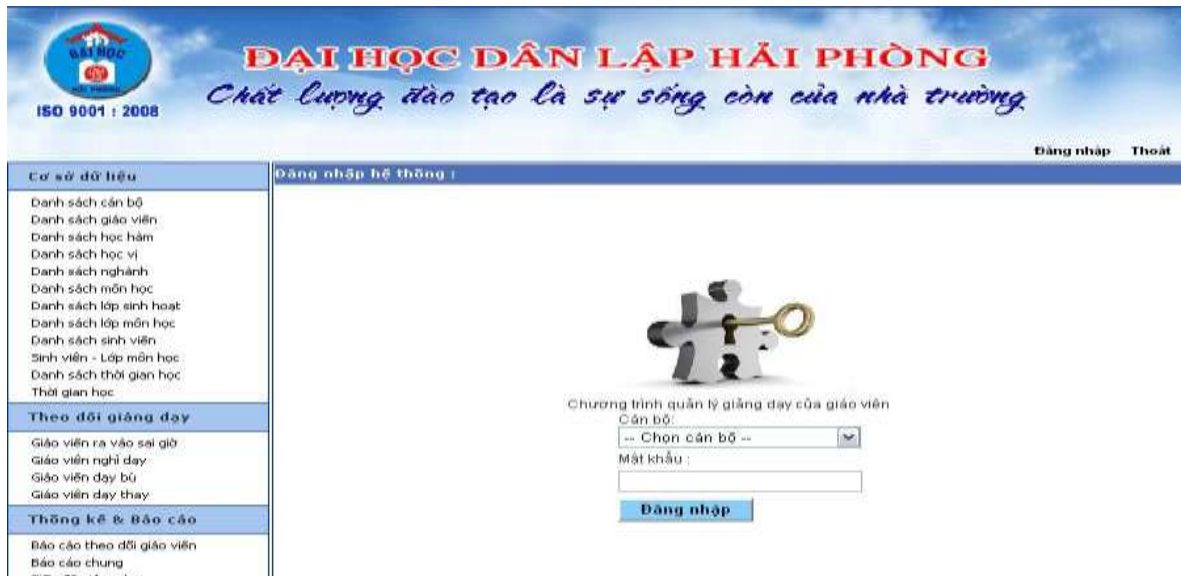 ĐẠI HỌC
HẢI PHÒNG
ISO 9001 : 2008
ĐẠI HỌC DÂN LẬP HẢI PHÒNG
Chất lượng đào tạo là sự sống còn của nhà trường
Đăng nhập Thoát
Cơ sở dữ liệu
Danh sách cán bộ
Danh sách giáo viên
Danh sách học hàm
Danh sách học vị
Danh sách nghành
Danh sách môn học
Danh sách lớp sinh hoạt
Danh sách lớp môn học
Danh sách sinh viên
Sinh viên - Lớp môn học
Danh sách thời gian học
Thời gian học
Theo dõi giảng dạy
Giáo viên ra vào sai giờ
Giáo viên nghỉ dạy
Giáo viên dạy bù
Giáo viên dạy thay
Thống kê & Báo cáo
Báo cáo theo dõi giáo viên
Báo cáo chung
Đăng nhập hệ thống :
Chương trình quản lý giảng dạy của giáo viên
Cán bộ:
-- Chọn cán bộ --
Mật khẩu :
Đăng nhập